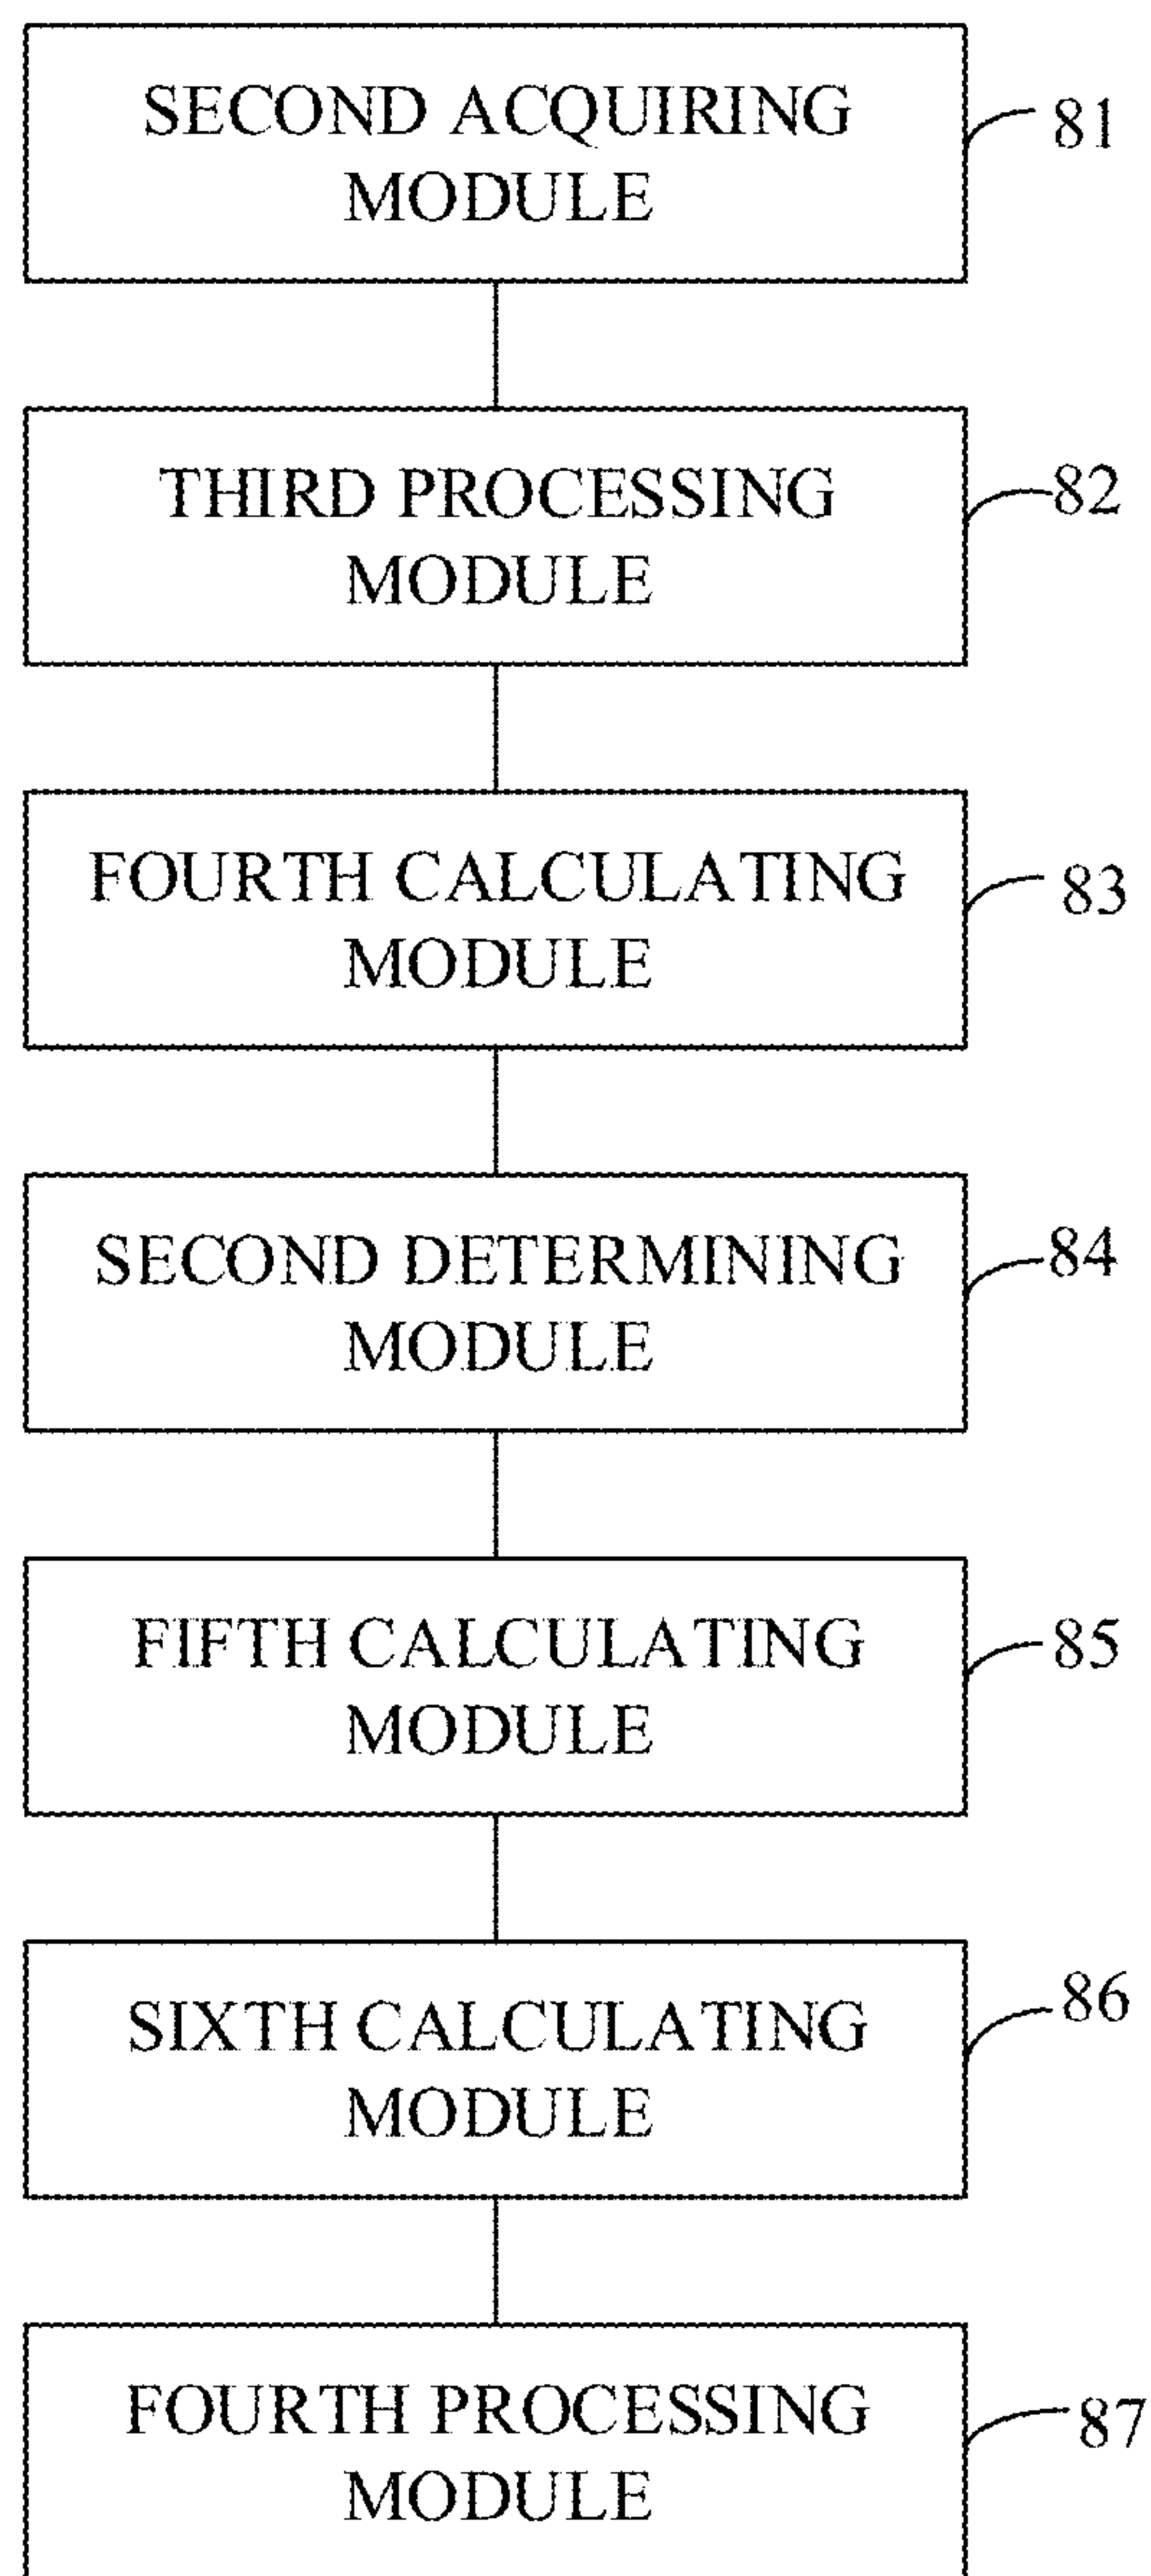 SECOND ACQUIRING
MODULE
81
THIRD PROCESSING
MODULE
82
FOURTH CALCULATING
MODULE
83
SECOND DETERMINING
MODULE
84
FIFTH CALCULATING
MODULE
85
SIXTH CALCULATING
MODULE
86
FOURTH PROCESSING
MODULE
87